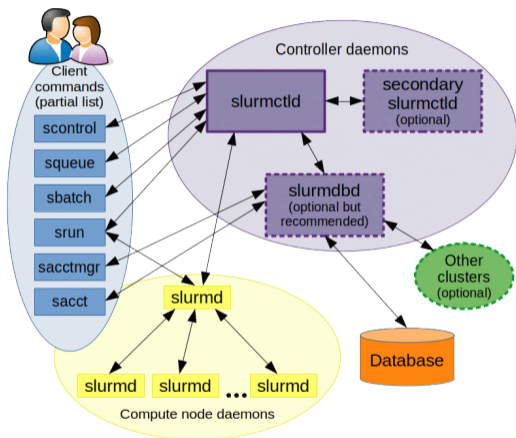 Controller daemons
Client
commands
(partial list)
scontrol
squeue
sbatch
srun
sacctmgr
sacct
slurmctld
secondary
slurmctld
(optional)
slurmdbd
(optional but
recommended)
Other
clusters
(optional)
Database
slurmd
slurmd
slurmd
...
slurmd
Compute node daemons